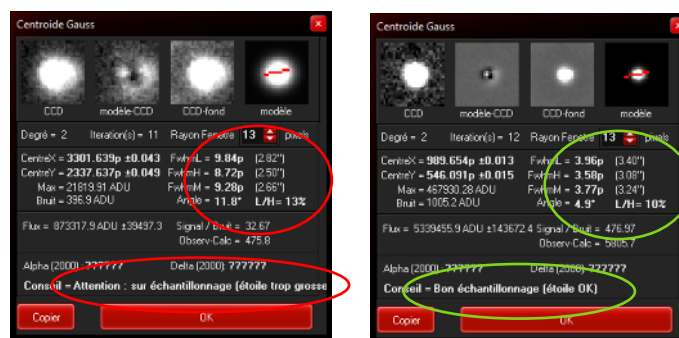 Centroide Gauss
CCD modèle-CCD CCD-fond modèle
Degré = 2 Iteration(s) = 11 Rayon Fenetre 13 pixels
CentreX = 3301.639p ±0.043 FwhmL = 9.84p (2.82'')
CentreY = 2337.637p ±0.049 FwhmH = 8.72p (2.50'')
Max = 21819.91 ADU FwhmM = 9.28p (2.66'')
Bruit = 396.9 ADU Angle = 11.8° L/H= 13%
Flux = 873317.9 ADU ±39497.3 Signal / Bruit = 32.67
Observ-Calc = 475.8
Alpha (2000) ?????? Delta (2000) ??????
Conseil = Attention : sur échantillonnage (étoile trop grosse
Copier OK
Centroide Gauss
CCD modèle-CCD CCD-fond modèle
Degré = 2 Iteration(s) = 12 Rayon Fenetre 13 pixels
CentreX = 989.654p ±0.013 FwhmL = 3.96p (3.40'')
CentreY = 546.091p ±0.015 FwhmH = 3.58p (3.08'')
Max = 467930.28 ADU FwhmM = 3.77p (3.24'')
Bruit = 1005.2 ADU Angle = 4.9° L/H= 10%
Flux = 5339455.9 ADU ±143672.4 Signal / Bruit = 476.97
Observ-Calc = 5805.7
Alpha (2000) ?????? Delta (2000) ??????
Conseil = Bon échantillonnage (étoile OK)
Copier OK